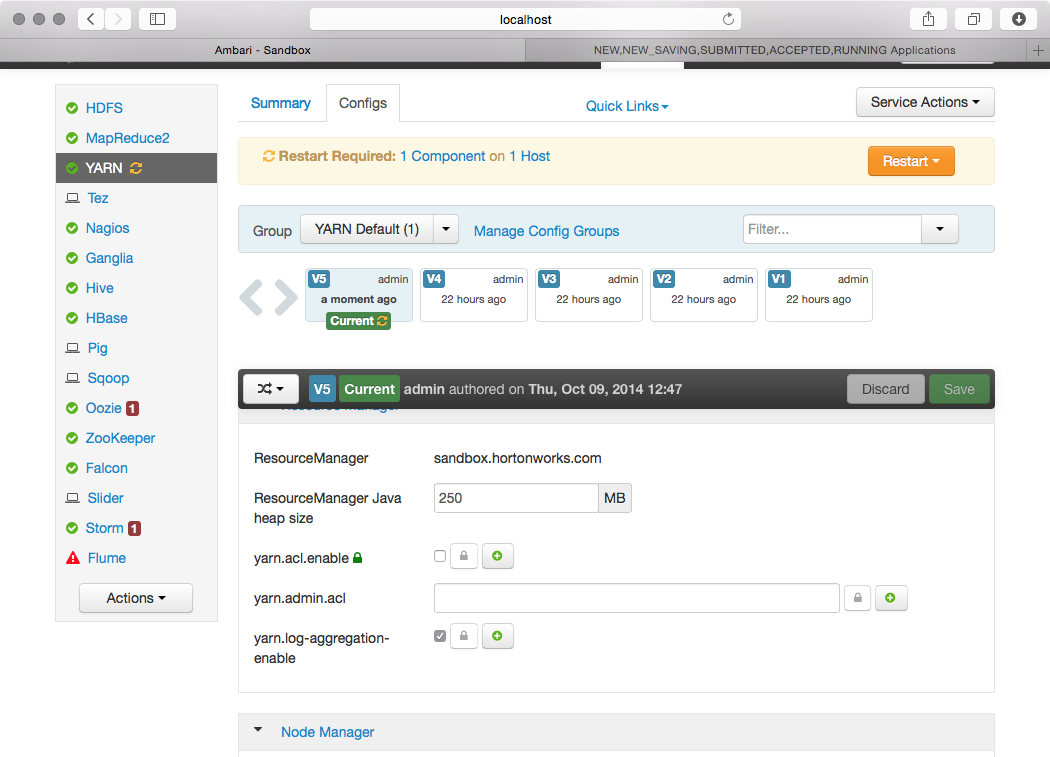 localhost
Ambari - Sandbox
NEW,NEW_SAVING,SUBMITTED,ACCEPTED,RUNNING Applications
HDFS
MapReduce2
YARN
Tez
Nagios
Ganglia
Hive
HBase
Pig
Sqoop
Oozie 1
ZooKeeper
Falcon
Slider
Storm 1
Flume
Actions
Summary
Configs
Quick Links
Service Actions
Restart Required: 1 Component on 1 Host
Restart
Group
YARN Default (1)
Manage Config Groups
Filter...
V5 admin
a moment ago
Current
V4 admin
22 hours ago
V3 admin
22 hours ago
V2 admin
22 hours ago
V1 admin
22 hours ago
V5 Current admin authored on Thu, Oct 09, 2014 12:47
Discard
Save
Resource Manager
ResourceManager
sandbox.hortonworks.com
ResourceManager Java
heap size
250 MB
yarn.acl.enable
yarn.admin.acl
yarn.log-aggregation-
enable
Node Manager